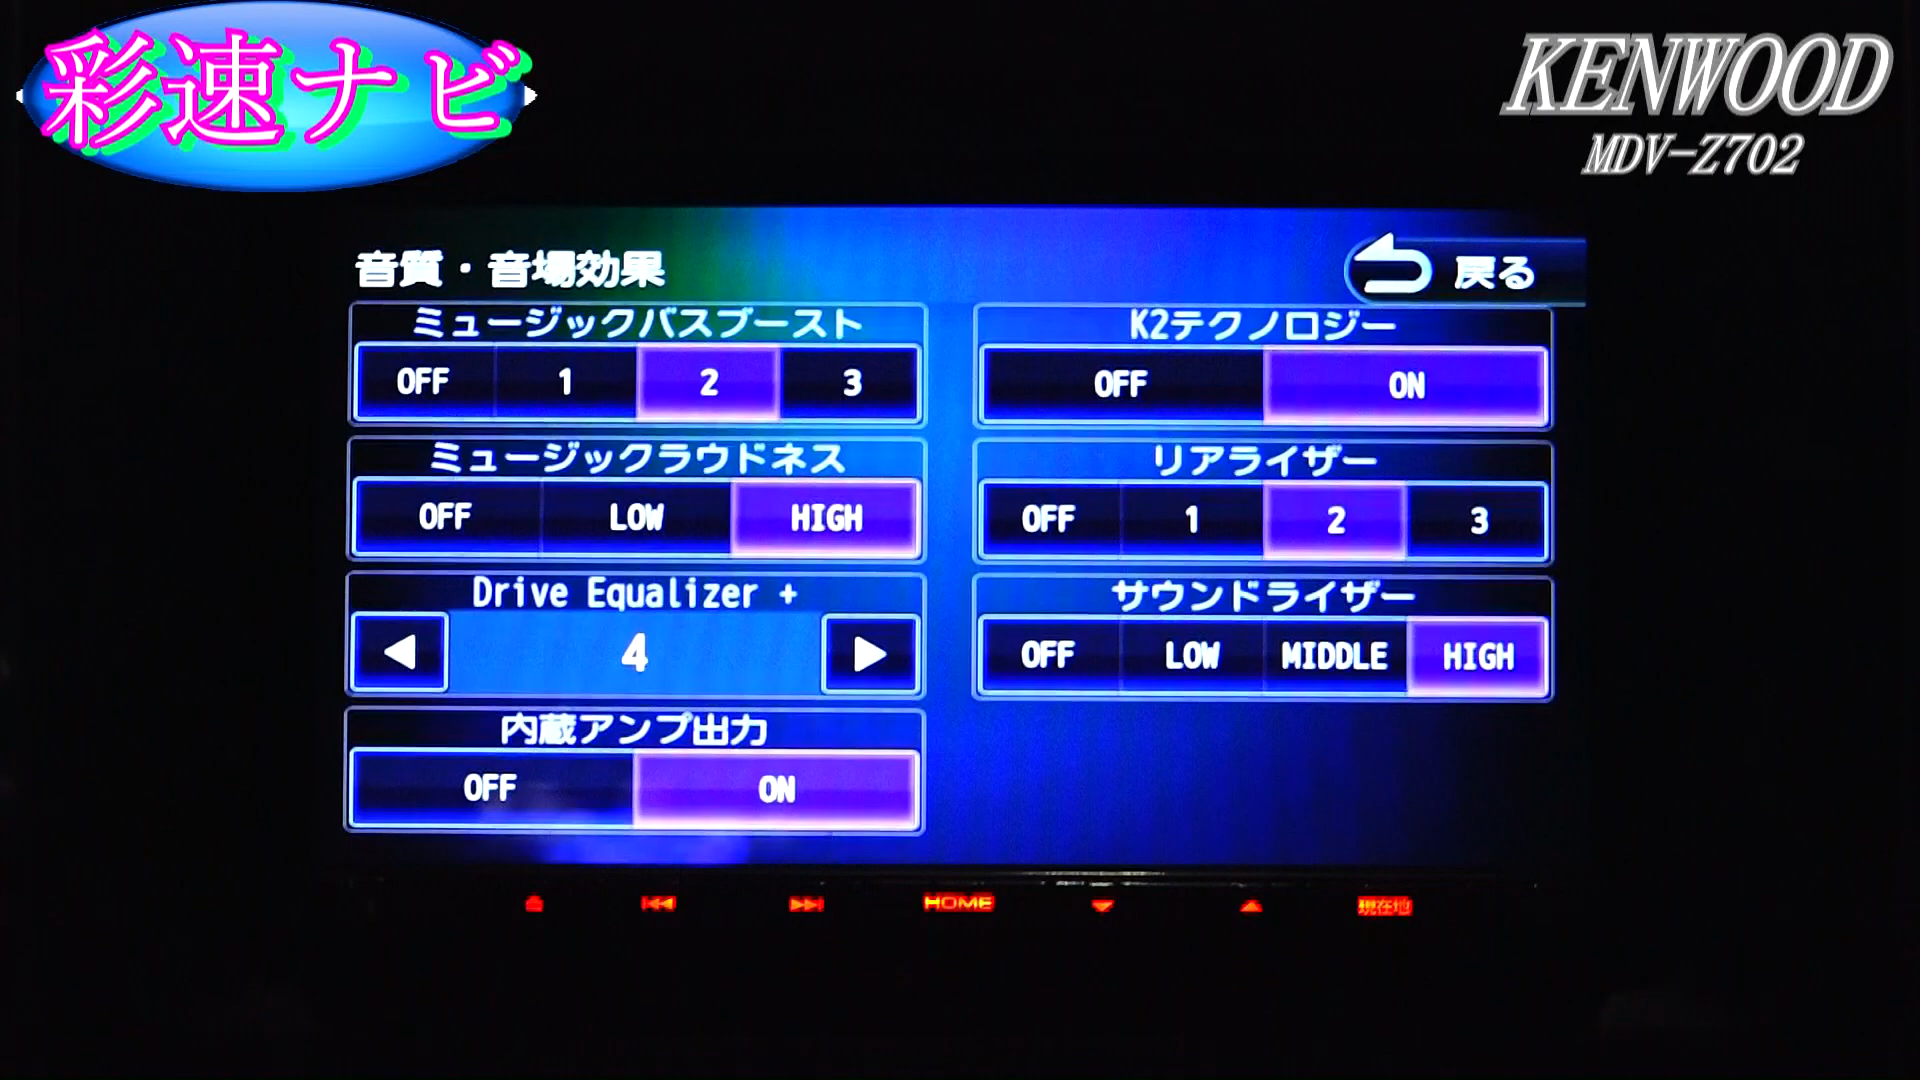 彩速ナビ
KENWOOD
MDV-Z702
音質・音場効果
戻る
ミュージックバスブースト
OFF 1 2 3
K2テクノロジー
OFF ON
ミュージックラウドネス
OFF LOW HIGH
リアライザー
OFF 1 2 3
Drive Equalizer +
4
サウンドライザー
OFF LOW MIDDLE HIGH
内蔵アンプ出力
OFF ON
HOME
現在地